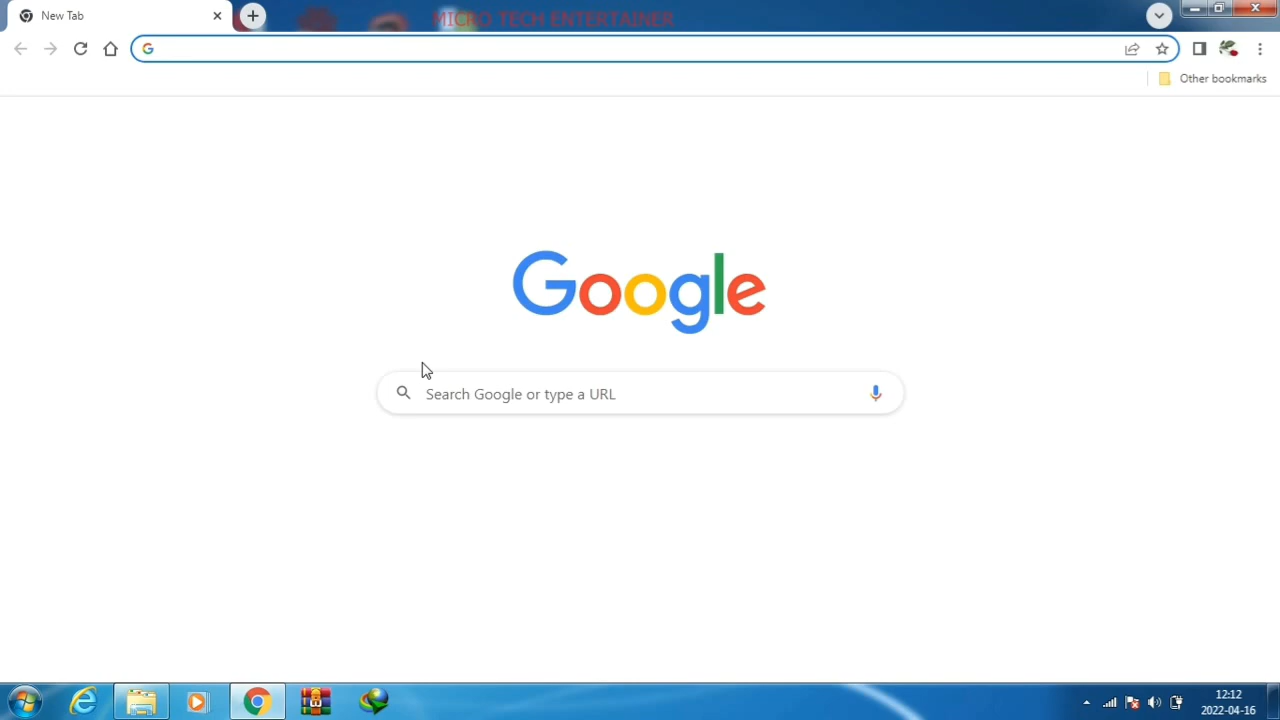 New Tab
MICRO TECH ENTERTAINER
Other bookmarks
Google
Search Google or type a URL
12:12
2022-04-16